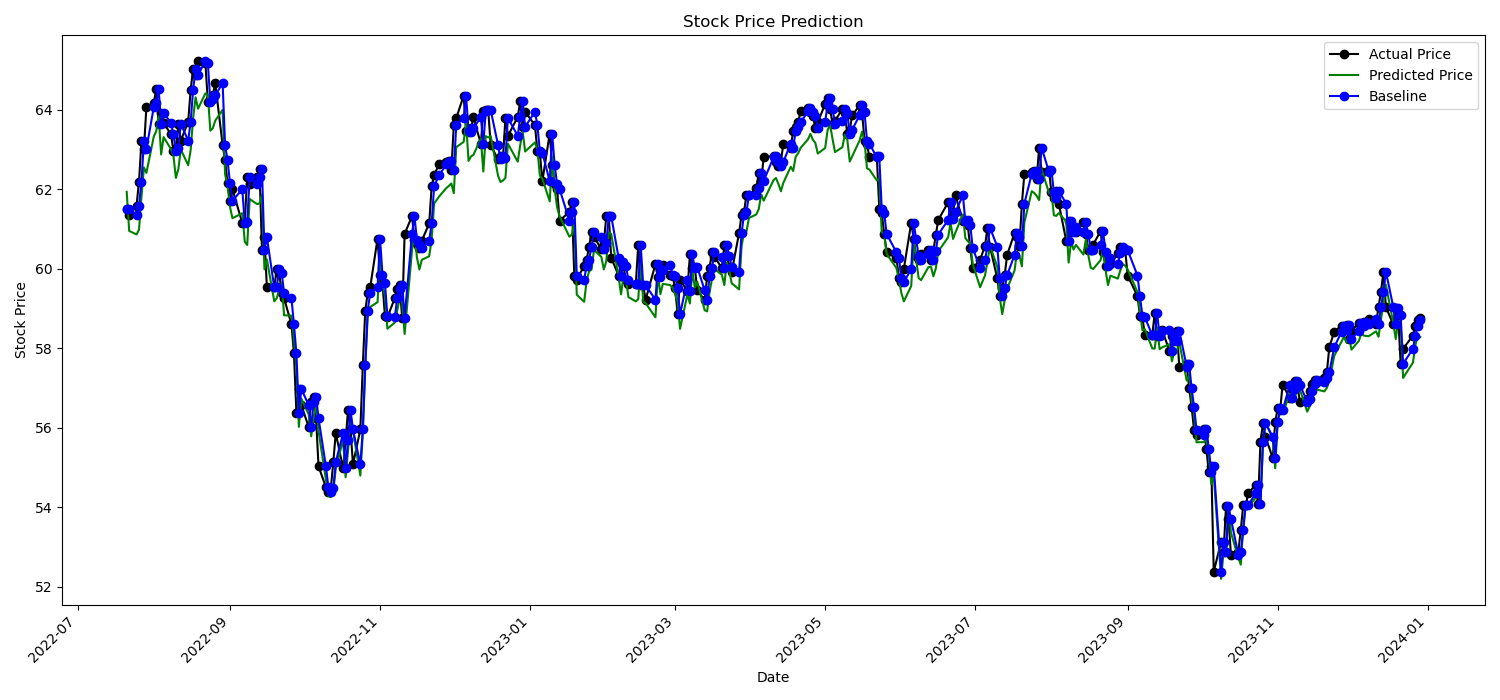 Stock Price Prediction
Actual Price
Predicted Price
Baseline
Stock Price
64
62
60
58
56
54
52
2022-07
2022-09
2022-11
2023-01
2023-03
2023-05
2023-07
2023-09
2023-11
2024-01
Date